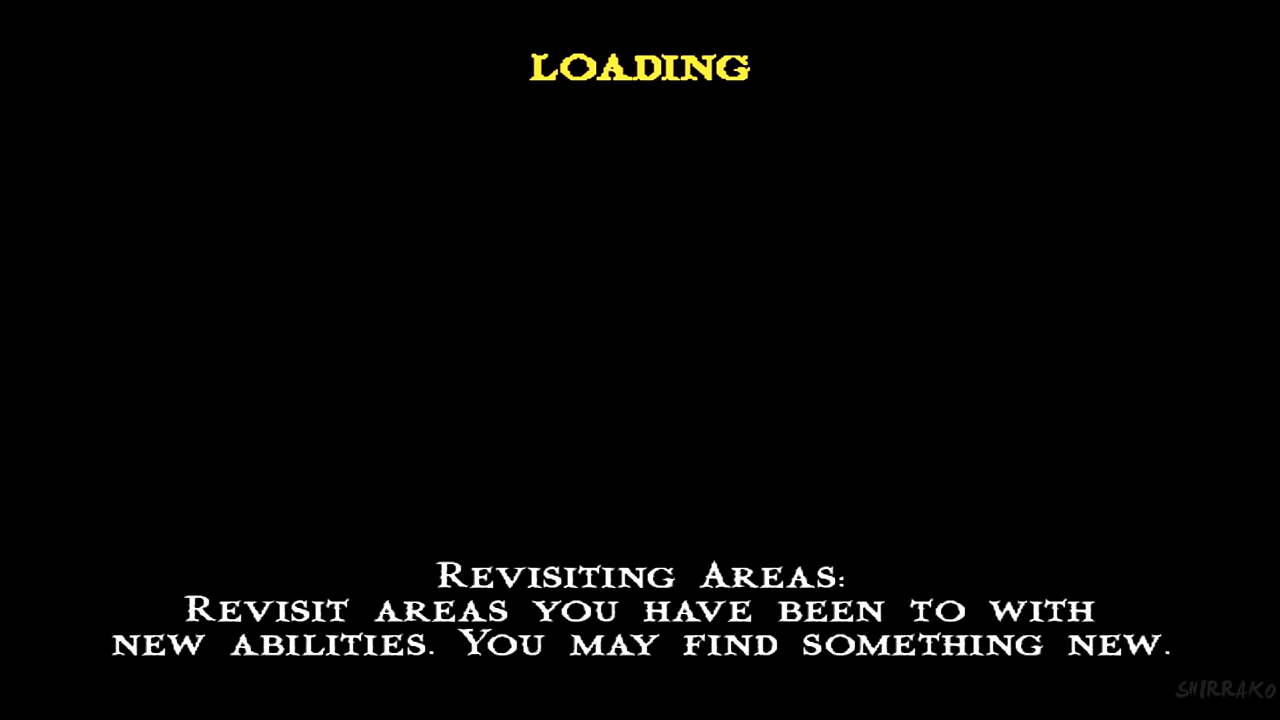 LOADING
REVISITING AREAS:
REVISIT AREAS YOU HAVE BEEN TO WITH
NEW ABILITIES. YOU MAY FIND SOMETHING NEW.
SHIRRAKO